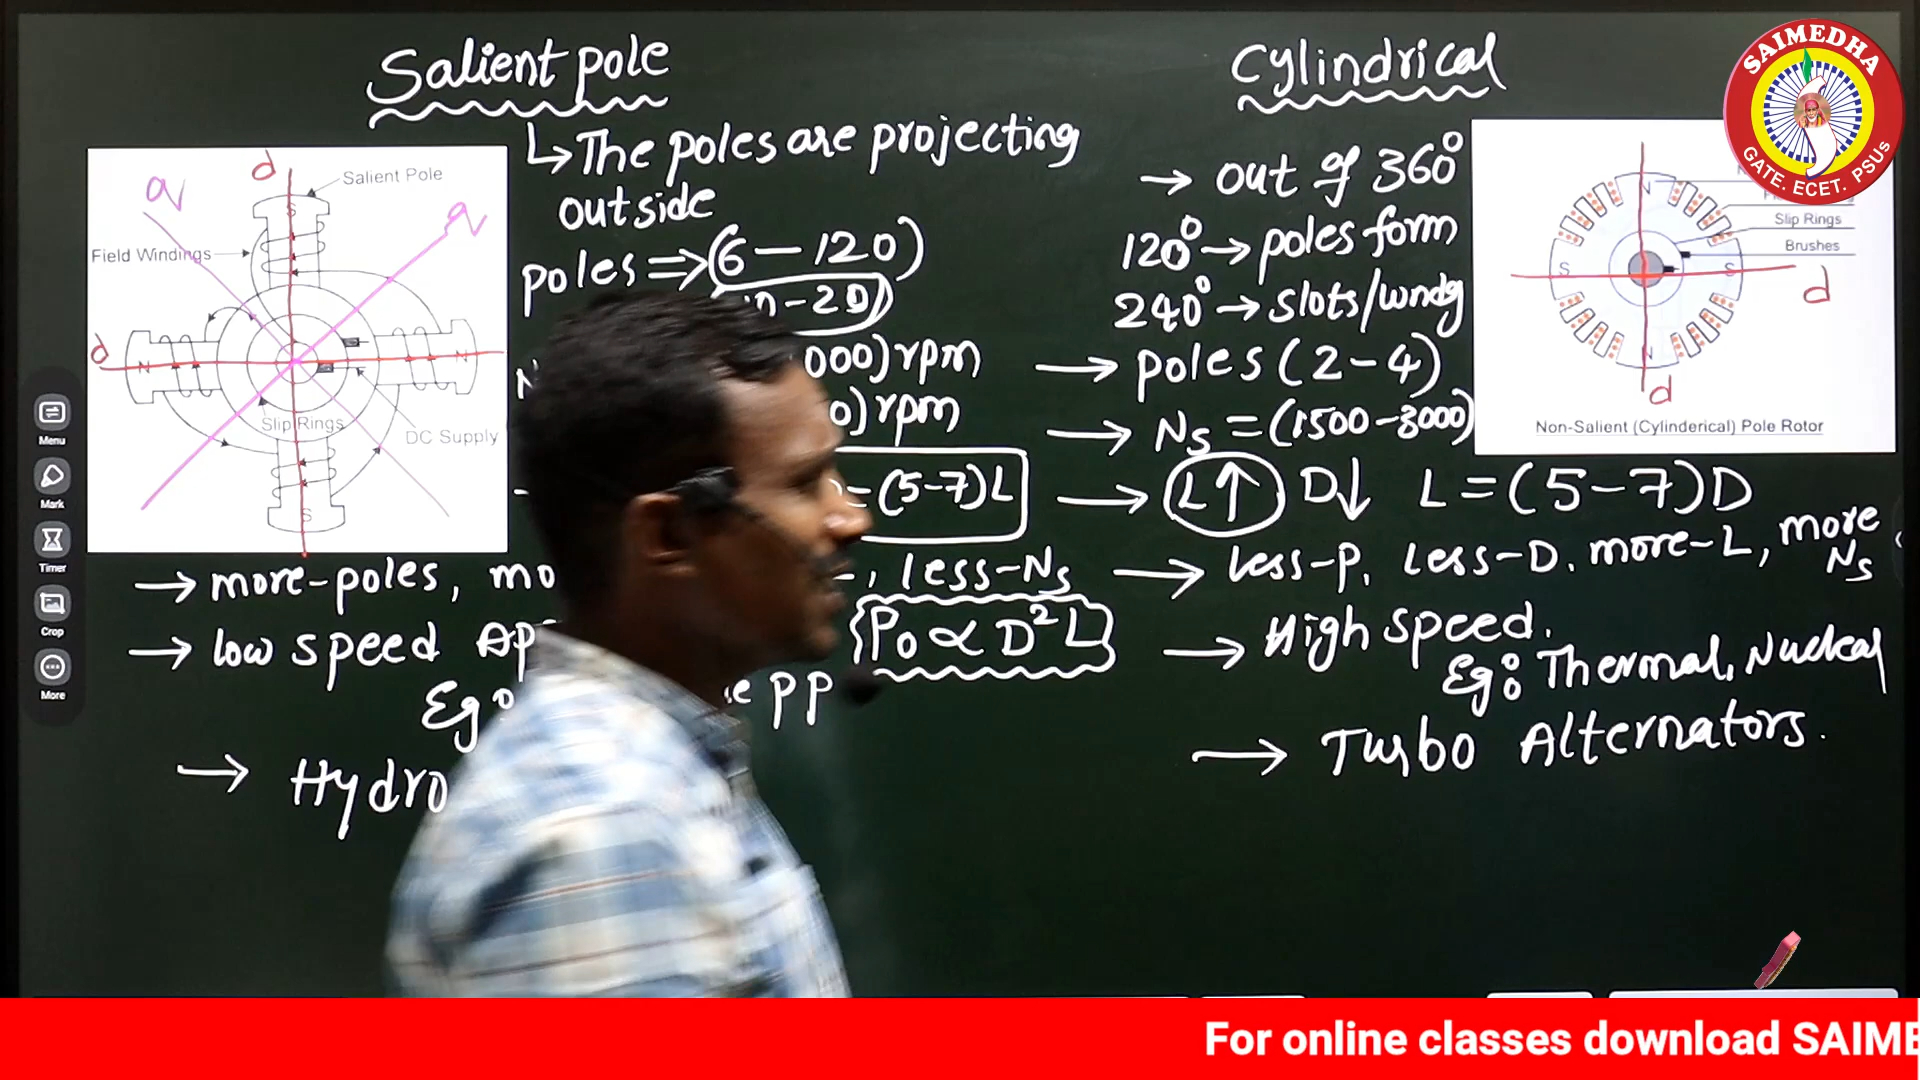 Salient pole
↳ The poles are projecting
outside
poles ⇒ (6 – 120)
– 2D)
000) rpm
0) rpm
= (5–7)L
→ more-poles,
, less-Ns
→ low speed
Po ∝ D²L
Eg:
pp
→ Hydro
d
q
q
d
Salient Pole
S
Field Windings
N
N
Slip Rings
DC Supply
S
Cylindrical
→ out of 360°
120° → poles form
240° → slots/wndg
→ poles (2 – 4)
→ Ns = (1500 – 3000)
→ L↑ D↓ L = (5 – 7)D
→ less-P, Less-D. more-L, more
Ns
→ High speed.
Eg: Thermal, Nuclear
→ Turbo Alternators.
N
Slip Rings
Brushes
S
S
d
N
d
Non-Salient (Cylinderical) Pole Rotor
SAIMEDHA
GATE. ECET. PSUs
Menu
Mark
Timer
Crop
More
For online classes download SAIME